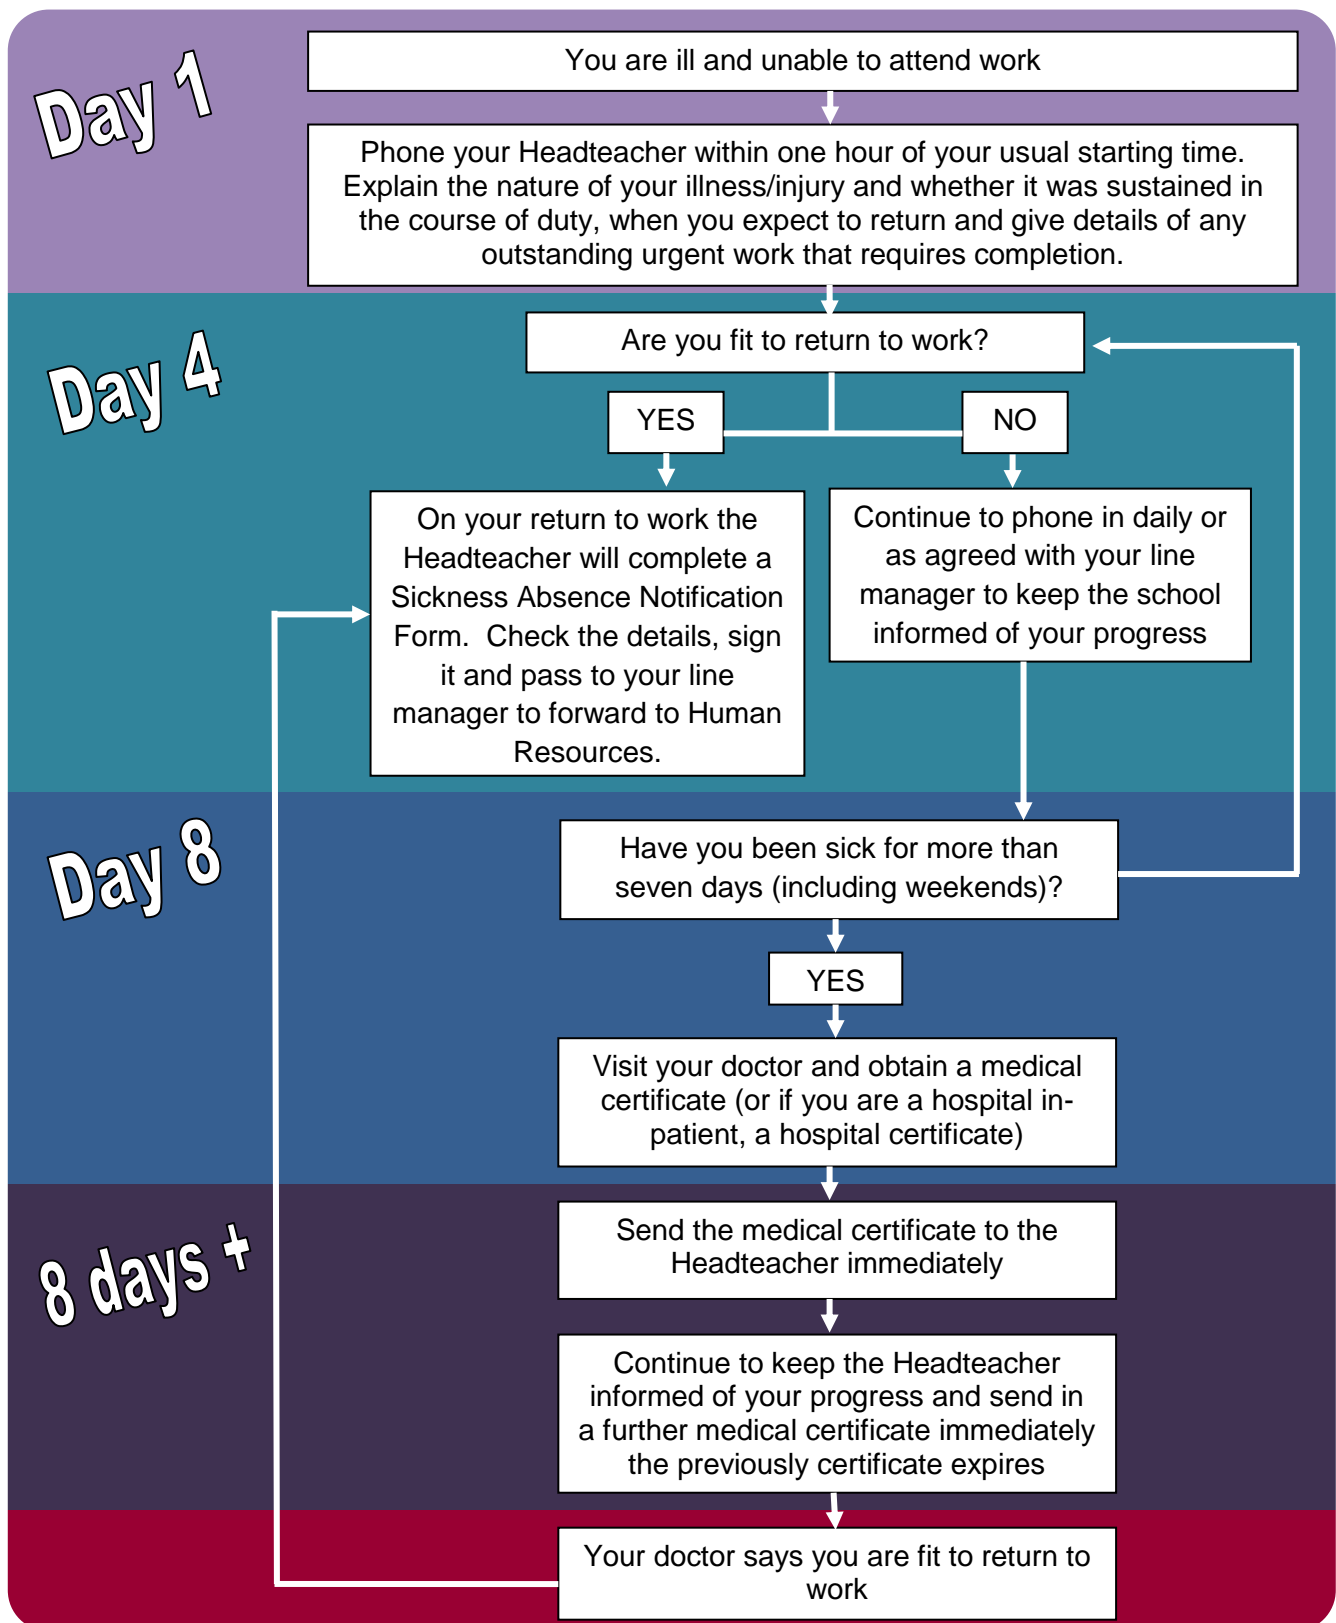 Day 1
You are ill and unable to attend work
Phone your Headteacher within one hour of your usual starting time.
Explain the nature of your illness/injury and whether it was sustained in
the course of duty, when you expect to return and give details of any
outstanding urgent work that requires completion.
Day 4
Are you fit to return to work?
YES
NO
On your return to work the
Headteacher will complete a
Sickness Absence Notification
Form.  Check the details, sign
it and pass to your line
manager to forward to Human
Resources.
Continue to phone in daily or
as agreed with your line
manager to keep the school
informed of your progress
Day 8
Have you been sick for more than
seven days (including weekends)?
YES
Visit your doctor and obtain a medical
certificate (or if you are a hospital in-
patient, a hospital certificate)
8 days +
Send the medical certificate to the
Headteacher immediately
Continue to keep the Headteacher
informed of your progress and send in
a further medical certificate immediately
the previously certificate expires
Your doctor says you are fit to return to
work